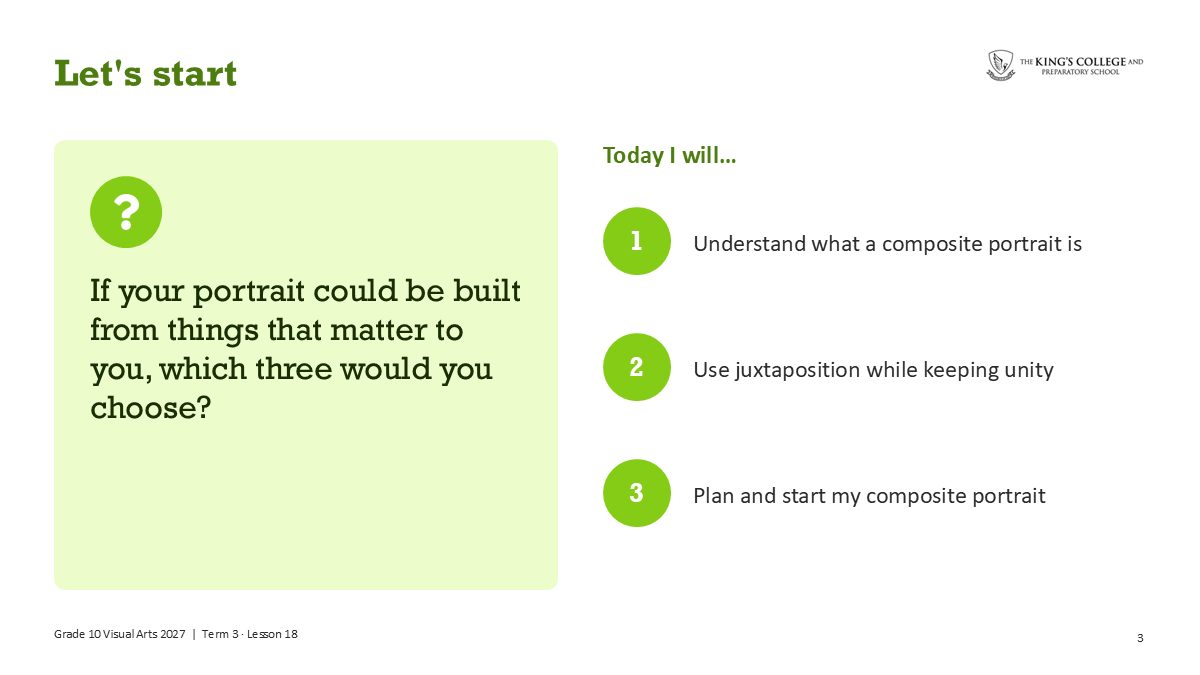 Let's start
THE KING'S COLLEGE AND
PREPARATORY SCHOOL
?
If your portrait could be built
from things that matter to
you, which three would you
choose?
Today I will...
1
Understand what a composite portrait is
2
Use juxtaposition while keeping unity
3
Plan and start my composite portrait
Grade 10 Visual Arts 2027 | Term 3 · Lesson 18
3